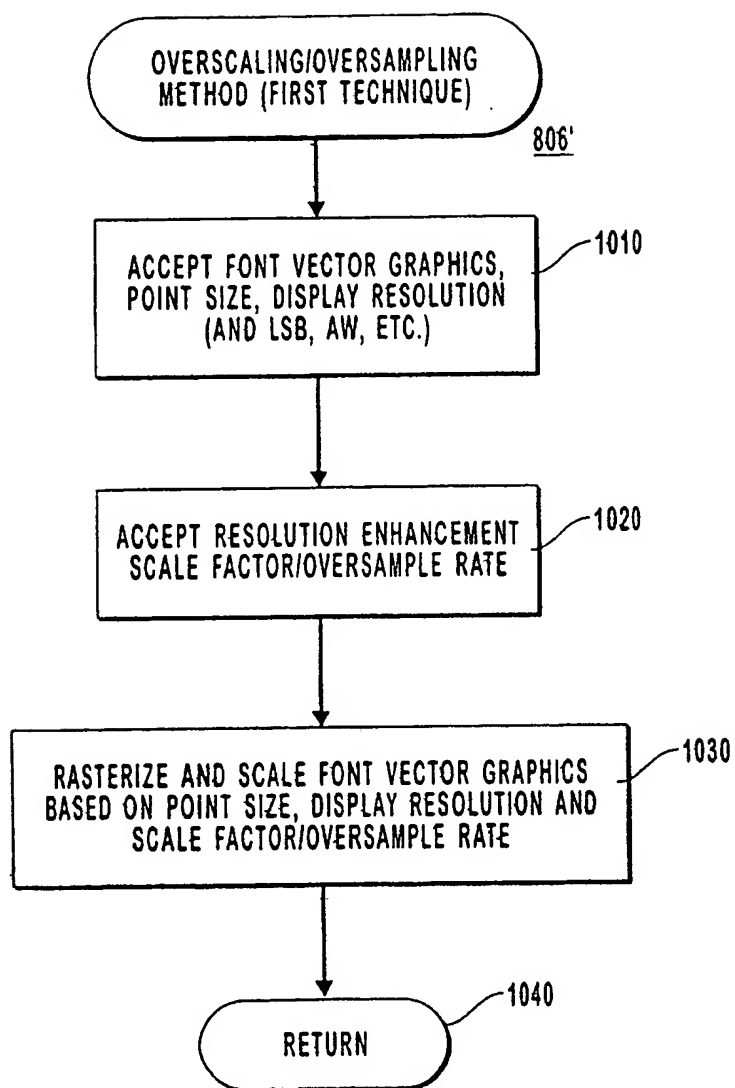 OVERSCALING/OVERSAMPLING
METHOD (FIRST TECHNIQUE)
806'
ACCEPT FONT VECTOR GRAPHICS,
POINT SIZE, DISPLAY RESOLUTION
(AND LSB, AW, ETC.)
1010
ACCEPT RESOLUTION ENHANCEMENT
SCALE FACTOR/OVERSAMPLE RATE
1020
RASTERIZE AND SCALE FONT VECTOR GRAPHICS
BASED ON POINT SIZE, DISPLAY RESOLUTION AND
SCALE FACTOR/OVERSAMPLE RATE
1030
RETURN
1040